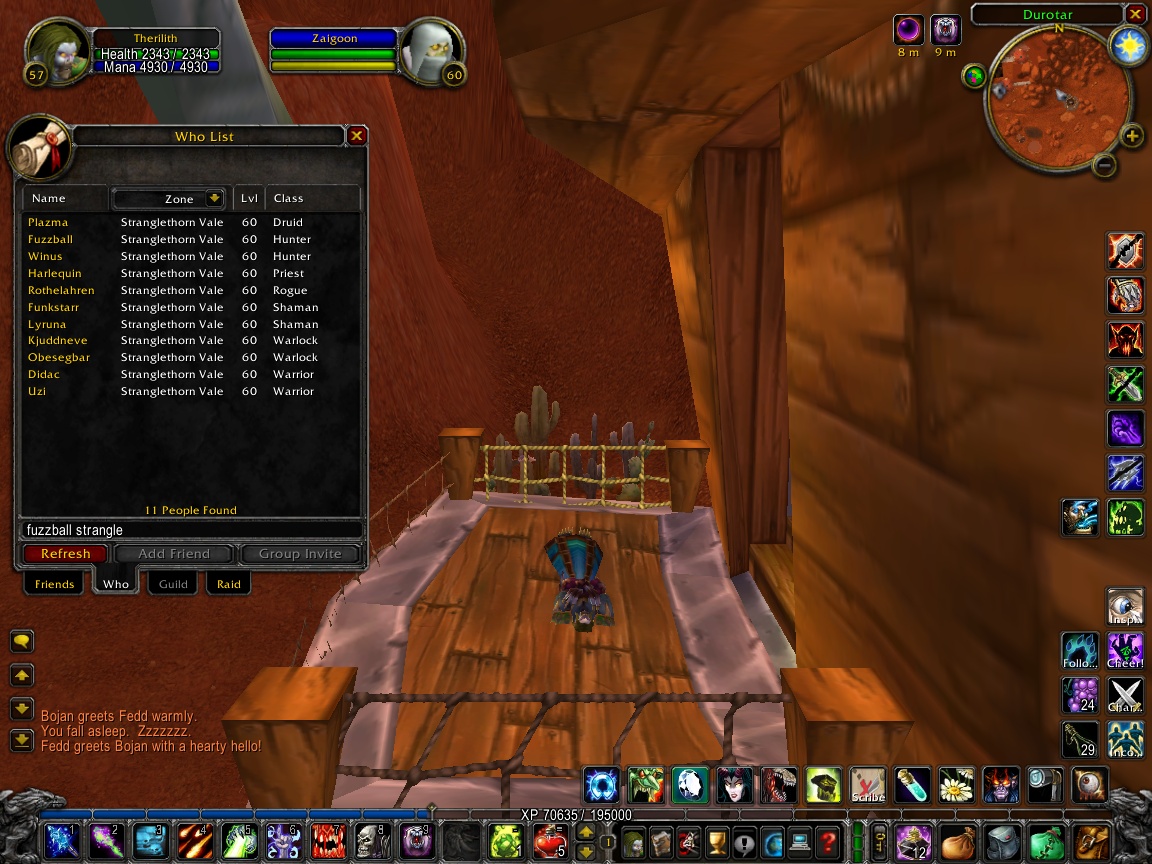 Therilith
Health 2343 / 2343
Mana 4930 / 4930
57
Zaigoon
60
8 m
9 m
Durotar
N
Who List
Name Zone Lvl Class
Plazma Stranglethorn Vale 60 Druid
Fuzzball Stranglethorn Vale 60 Hunter
Winus Stranglethorn Vale 60 Hunter
Harlequin Stranglethorn Vale 60 Priest
Rothelahren Stranglethorn Vale 60 Rogue
Funkstarr Stranglethorn Vale 60 Shaman
Lyruna Stranglethorn Vale 60 Shaman
Kjuddneve Stranglethorn Vale 60 Warlock
Obesegbar Stranglethorn Vale 60 Warlock
Didac Stranglethorn Vale 60 Warrior
Uzi Stranglethorn Vale 60 Warrior
11 People Found
fuzzball strangle
Refresh Add Friend Group Invite
Friends Who Guild Raid
Insp...
Follo... Cheer!
24 Char...
29 Inco...
Bojan greets Fedd warmly.
You fall asleep. Zzzzzzz.
Fedd greets Bojan with a hearty hello!
Scribe
XP 70635 / 195000
1 2 3 4 5 6 7 8 9 = 5 1 12